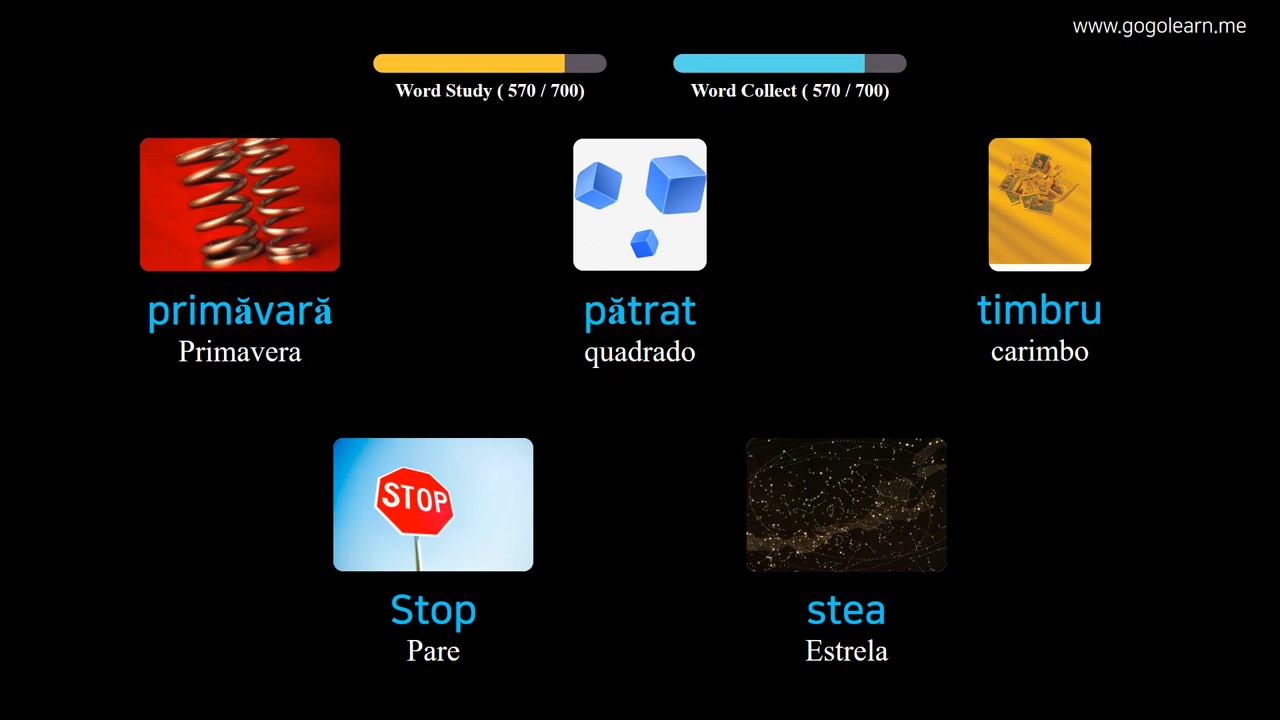 www.gogolearn.me
Word Study ( 570 / 700)
Word Collect ( 570 / 700)
primăvară
Primavera
pătrat
quadrado
timbru
carimbo
STOP
Stop
Pare
stea
Estrela